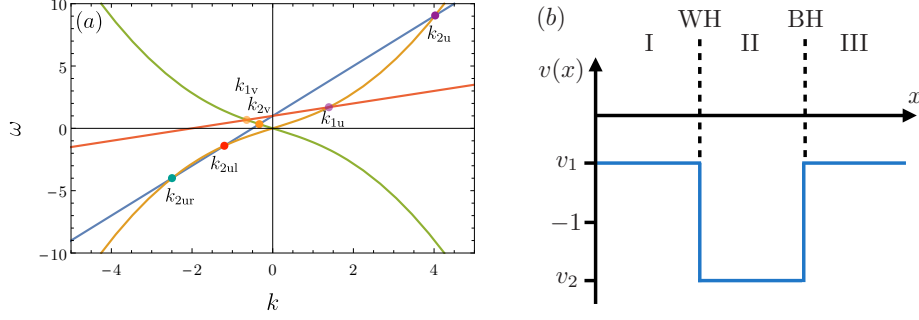 (a)
10
5
0
−5
−10
ω
k₂ᵤ
k₁ᵥ
k₂ᵥ
k₁ᵤ
k₂ᵤₗ
k₂ᵤᵣ
−4
−2
0
2
4
k
(b)
WH
BH
I
II
III
v(x)
x
v₁
−1
v₂